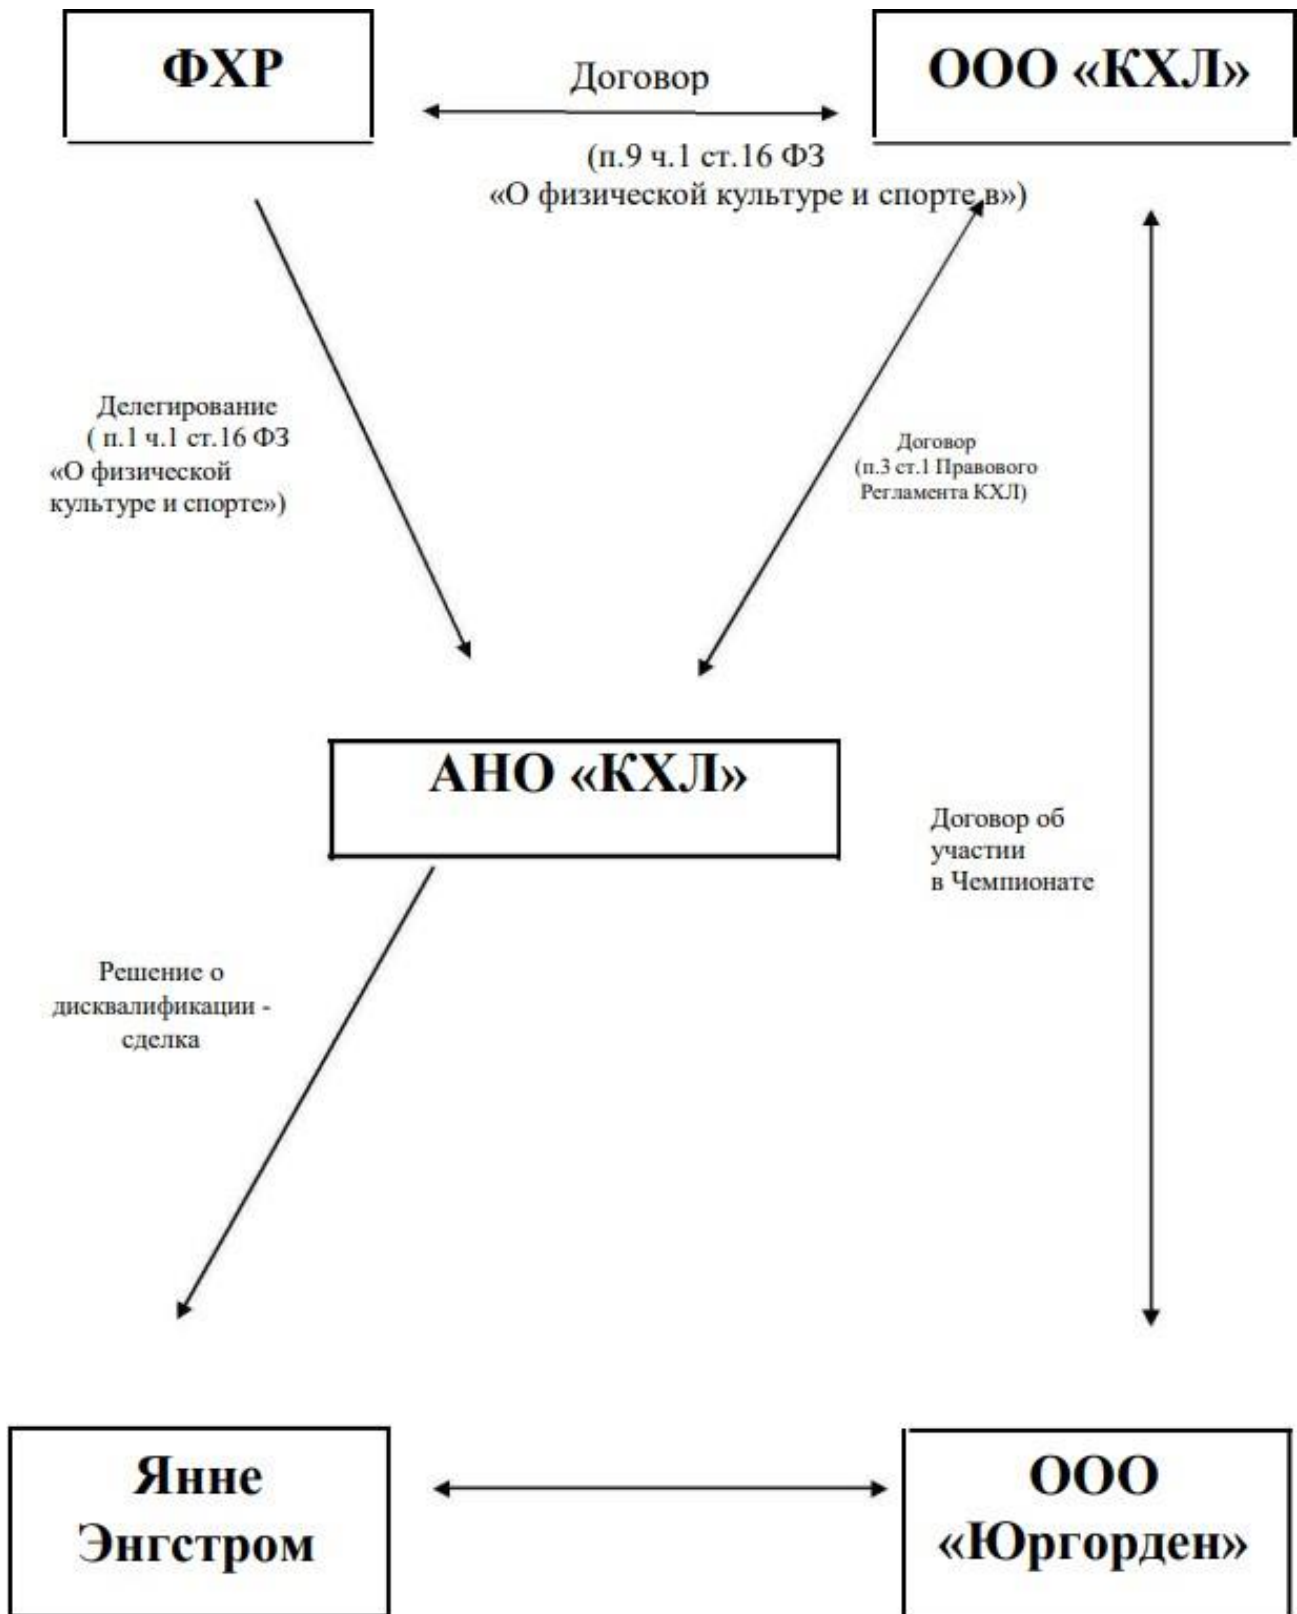 ФХР
Договор
ООО «КХЛ»
(п.9 ч.1 ст.16 ФЗ
«О физической культуре и спорте в»)
Делегирование
( п.1 ч.1 ст.16 ФЗ
«О физической
культуре и спорте»)
Договор
(п.3 ст.1 Правового
Регламента КХЛ)
АНО «КХЛ»
Договор об
участии
в Чемпионате
Решение о
дисквалификации -
сделка
Янне
Энгстром
ООО
«Юргорден»